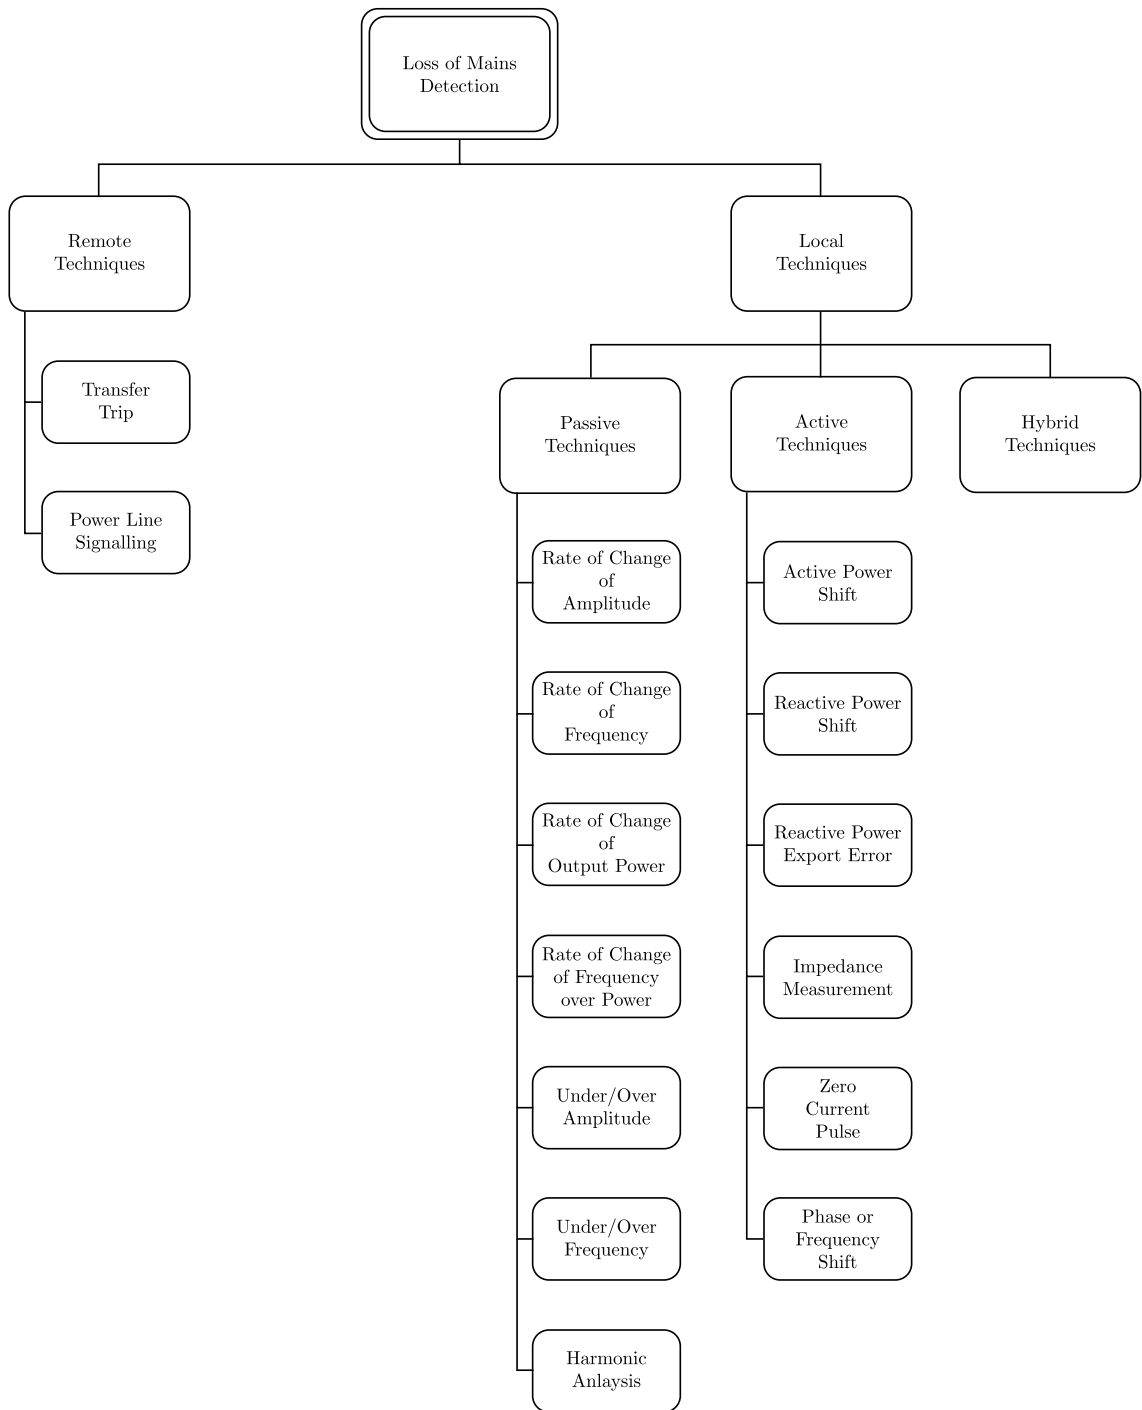 Loss of Mains
Detection
Remote
Techniques
Local
Techniques
Transfer
Trip
Power Line
Signalling
Passive
Techniques
Active
Techniques
Hybrid
Techniques
Rate of Change
of
Amplitude
Rate of Change
of
Frequency
Rate of Change
of
Output Power
Rate of Change
of Frequency
over Power
Under/Over
Amplitude
Under/Over
Frequency
Harmonic
Anlaysis
Active Power
Shift
Reactive Power
Shift
Reactive Power
Export Error
Impedance
Measurement
Zero
Current
Pulse
Phase or
Frequency
Shift